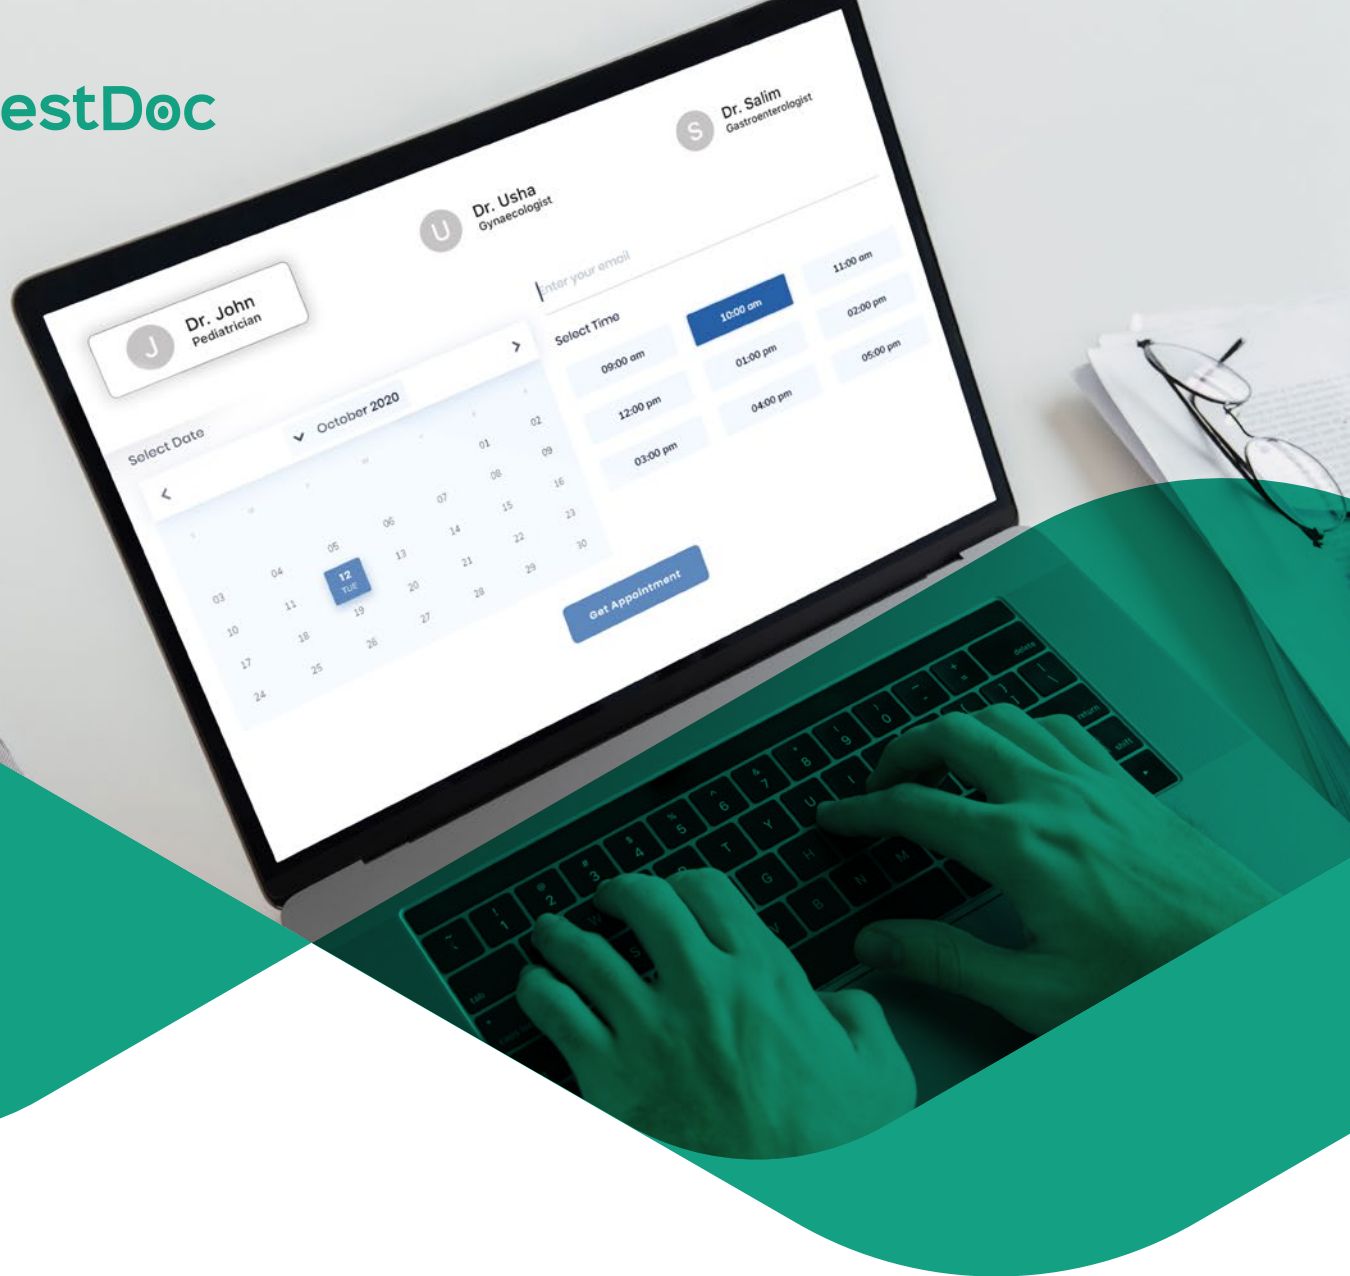 estDoc
Dr. John
Pediatrician
Dr. Usha
Gynaecologist
Dr. Salim
Gastroenterologist
Select Date
October 2020
01 02
03 04 05 06 07 08 09
10 11 12 13 14 15 16
TUE
17 18 19 20 21 22 23
24 25 26 27 28 29 30
Enter your email
Select Time
09:00 am 10:00 am 11:00 am
12:00 pm 01:00 pm 02:00 pm
03:00 pm 04:00 pm 05:00 pm
Get Appointment
delete
return
shift
tab